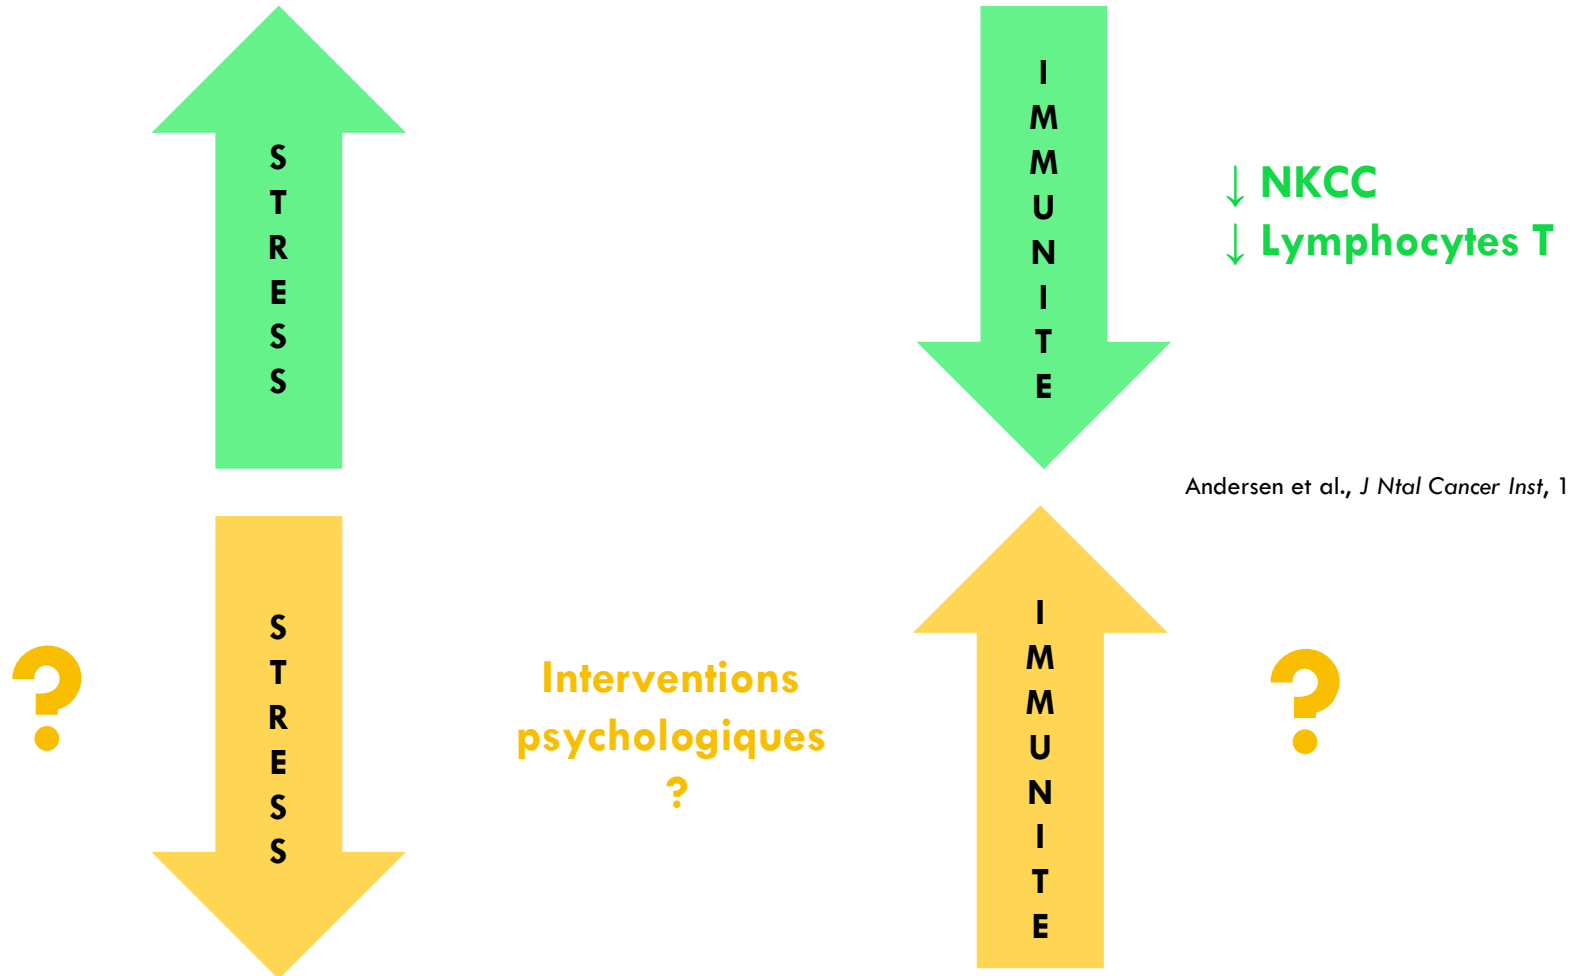 STRESS
IMMUNITE
↓ NKCC
↓ Lymphocytes T
Andersen et al., J Ntal Cancer Inst, 1
STRESS
?
Interventions
psychologiques
?
IMMUNITE
?